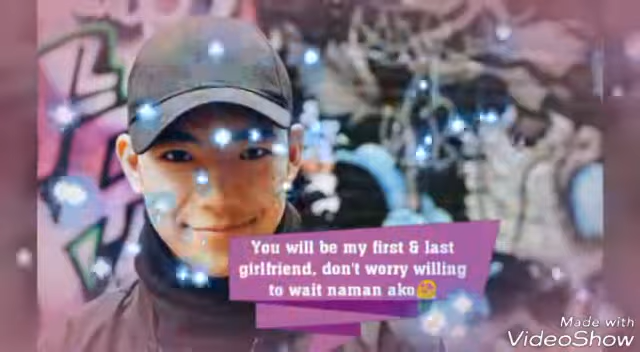 You will be my first & last
girlfriend, don't worry willing
to wait naman ako
Made with
VideoShow